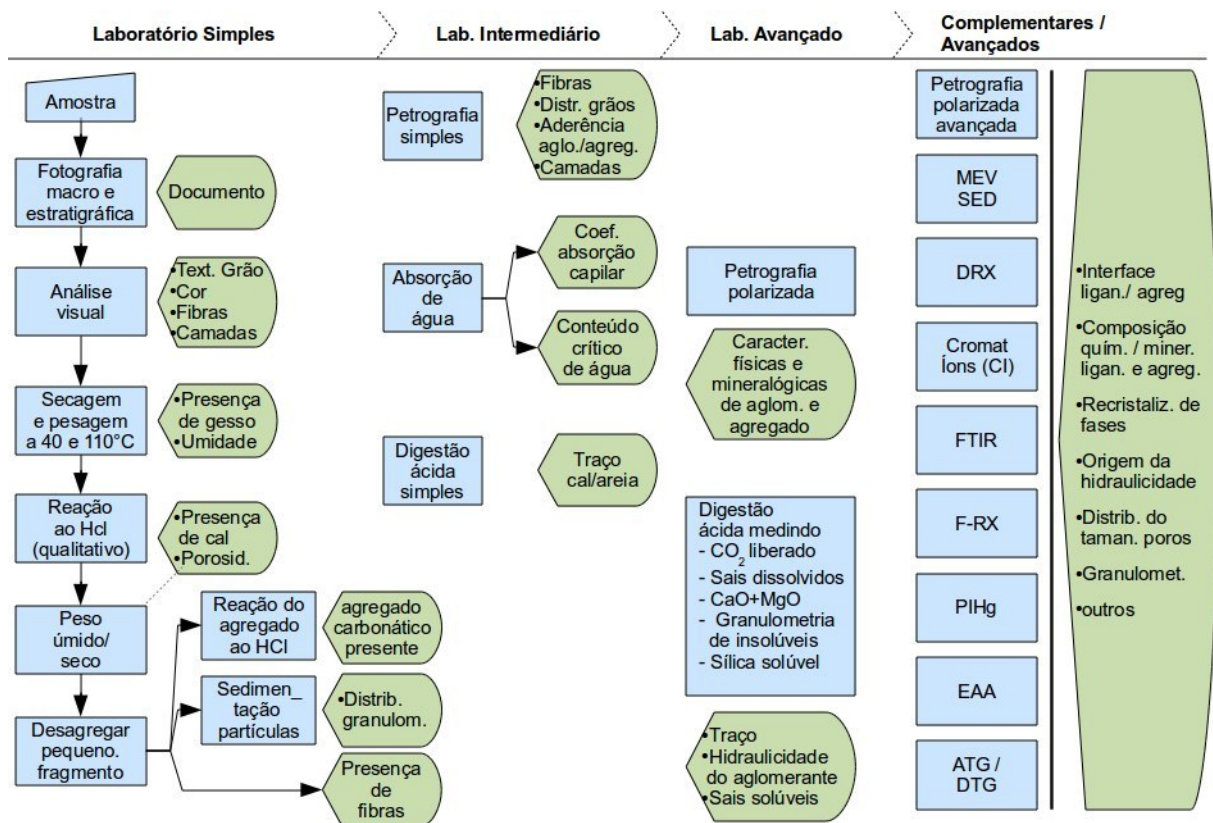 Laboratório Simples
Lab. Intermediário
Lab. Avançado
Complementares /
Avançados
Amostra
Fotografia
macro e
estratigráfica
Documento
Análise
visual
•Text. Grão
•Cor
•Fibras
•Camadas
Secagem
e pesagem
a 40 e 110°C
•Presença
de gesso
•Umidade
Reação
ao Hcl
(qualitativo)
•Presença
de cal
•Porosid.
Peso
úmido/
seco
Desagregar
pequeno.
fragmento
Reação do
agregado
ao HCl
agregado
carbonático
presente
Sedimen_
tação
partículas
•Distrib.
granulom.
Presença
de
fibras
Petrografia
simples
•Fibras
•Distr. grãos
•Aderência
aglo./agreg.
•Camadas
Absorção
de
água
Coef.
absorção
capilar
Conteúdo
crítico
de água
Digestão
ácida
simples
Traço
cal/areia
Petrografia
polarizada
Caracter.
físicas e
mineralógicas
de aglom. e
agregado
Digestão
ácida medindo
- CO2 liberado
- Sais dissolvidos
- CaO+MgO
- Granulometria
de insolúveis
- Sílica solúvel
•Traço
•Hidraulicidade
do aglomerante
•Sais solúveis
Petrografia
polarizada
avançada
MEV
SED
DRX
Cromat
Íons (CI)
FTIR
F-RX
PIHg
EAA
ATG /
DTG
•Interface
ligan./ agreg
•Composição
quím. / miner.
ligan. e agreg.
•Recristaliz. de
fases
•Origem da
hidraulicidade
•Distrib. do
taman. poros
•Granulomet.
•outros